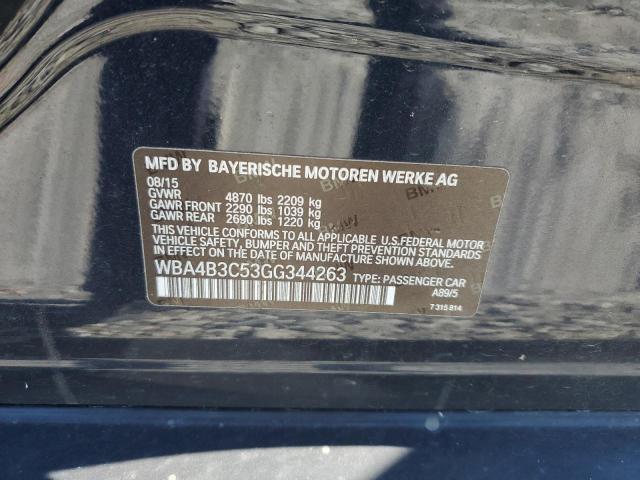 MFD BY BAYERISCHE MOTOREN WERKE AG
08/15
GVWR 4870 lbs 2209 kg
GAWR FRONT 2290 lbs 1039 kg
GAWR REAR 2690 lbs 1220 kg
THIS VEHICLE CONFORMS TO ALL APPLICABLE U.S.FEDERAL MOTOR
VEHICLE SAFETY, BUMPER AND THEFT PREVENTION STANDARDS
IN EFFECT ON THE DATE OF MANUFACTURE SHOWN ABOVE.
WBA4B3C53GG344263 TYPE: PASSENGER CAR
A89/5
7 315 814